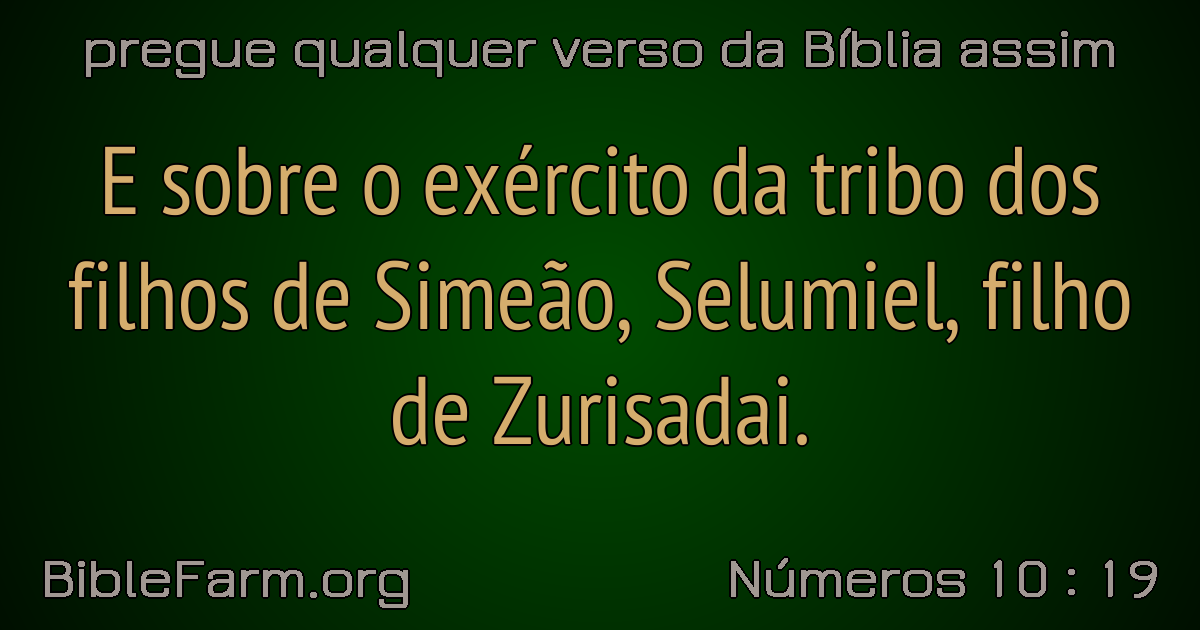 pregue qualquer verso da Bíblia assim
E sobre o exército da tribo dos
filhos de Simeão, Selumiel, filho
de Zurisadai.
BibleFarm.org
Números 10 : 19